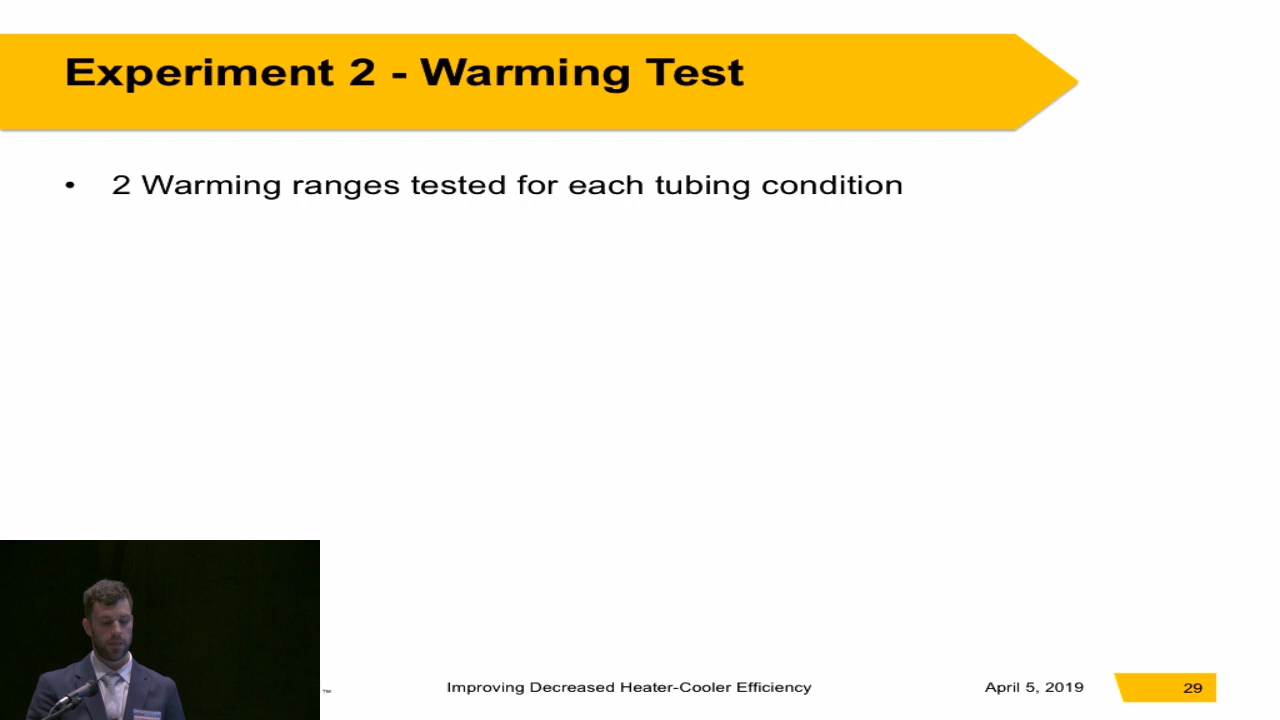 Experiment 2 - Warming Test
• 2 Warming ranges tested for each tubing condition
™
Improving Decreased Heater-Cooler Efficiency
April 5, 2019
29